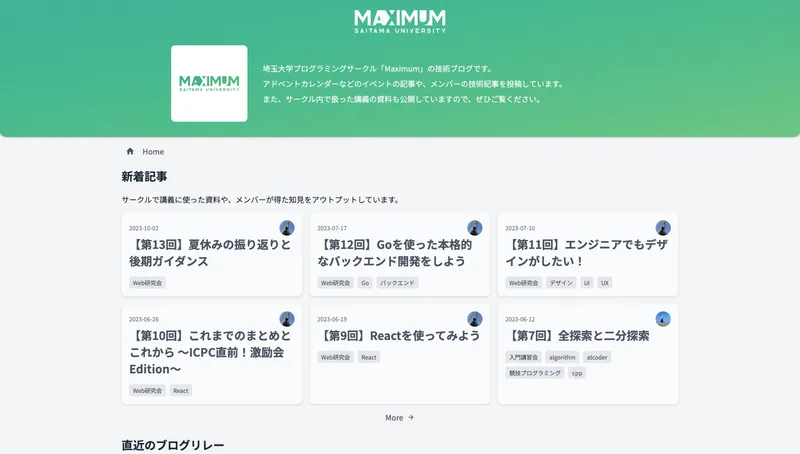 MAXIMUM
SAITAMA UNIVERSITY
MAXIMUM
SAITAMA UNIVERSITY
埼玉大学プログラミングサークル「Maximum」の技術ブログです。
アドベントカレンダーなどのイベントの記事や、メンバーの技術記事を投稿しています。
また、サークル内で扱った講義の資料も公開していますので、ぜひご覧ください。
Home
新着記事
サークルで講義に使った資料や、メンバーが得た知見をアウトプットしています。
2023-10-02
【第13回】夏休みの振り返りと
後期ガイダンス
Web研究会
2023-07-17
【第12回】Goを使った本格的
なバックエンド開発をしよう
Web研究会 Go バックエンド
2023-07-10
【第11回】エンジニアでもデザ
インがしたい！
Web研究会 デザイン UI UX
2023-06-26
【第10回】これまでのまとめと
これから 〜ICPC直前！激励会
Edition〜
Web研究会 React
2023-06-19
【第9回】Reactを使ってみよう
Web研究会 React
2023-06-12
【第7回】全探索と二分探索
入門講習会 algorithm atcoder
競技プログラミング cpp
More →
直近のブログリレー